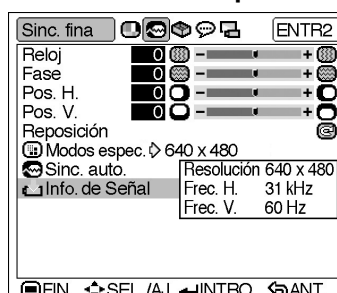 Sinc. fina ENTR2
Reloj 0 - +
Fase 0 - +
Pos. H. 0 - +
Pos. V. 0 - +
Reposición
Modos espec. 640 x 480
Sinc. auto.
Resolución 640 x 480
Info. de Señal
Frec. H. 31 kHz
Frec. V. 60 Hz
FIN SEL./AJ. INTRO ANT.